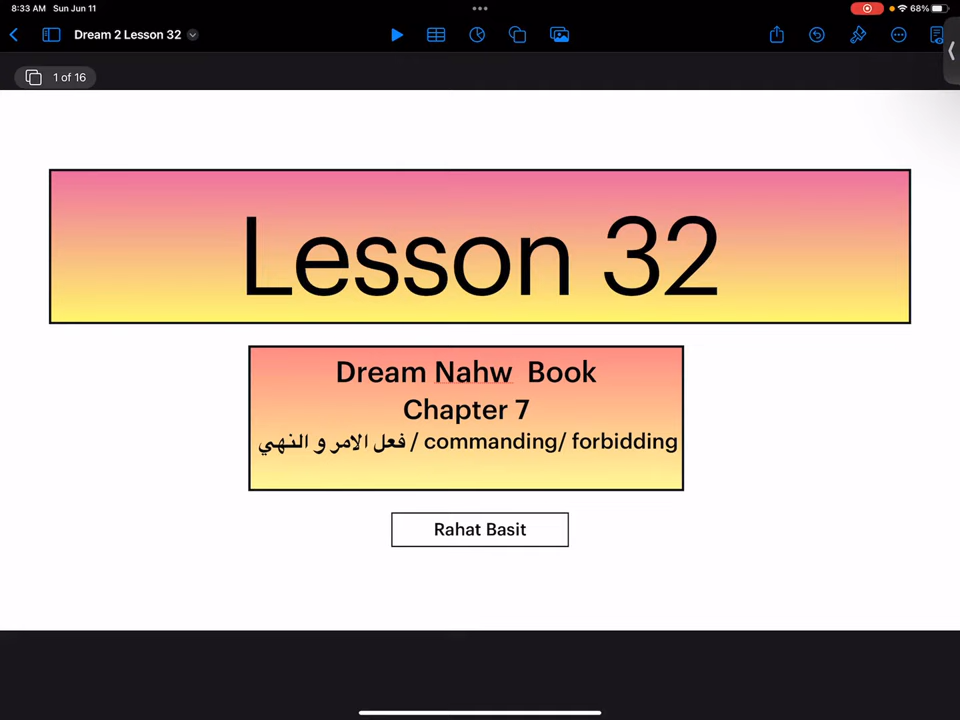 8:33 AM Sun Jun 11
68%
Dream 2 Lesson 32
1 of 16
Lesson 32
Dream Nahw Book
Chapter 7
فعل الامر و النهي / commanding/ forbidding
Rahat Basit